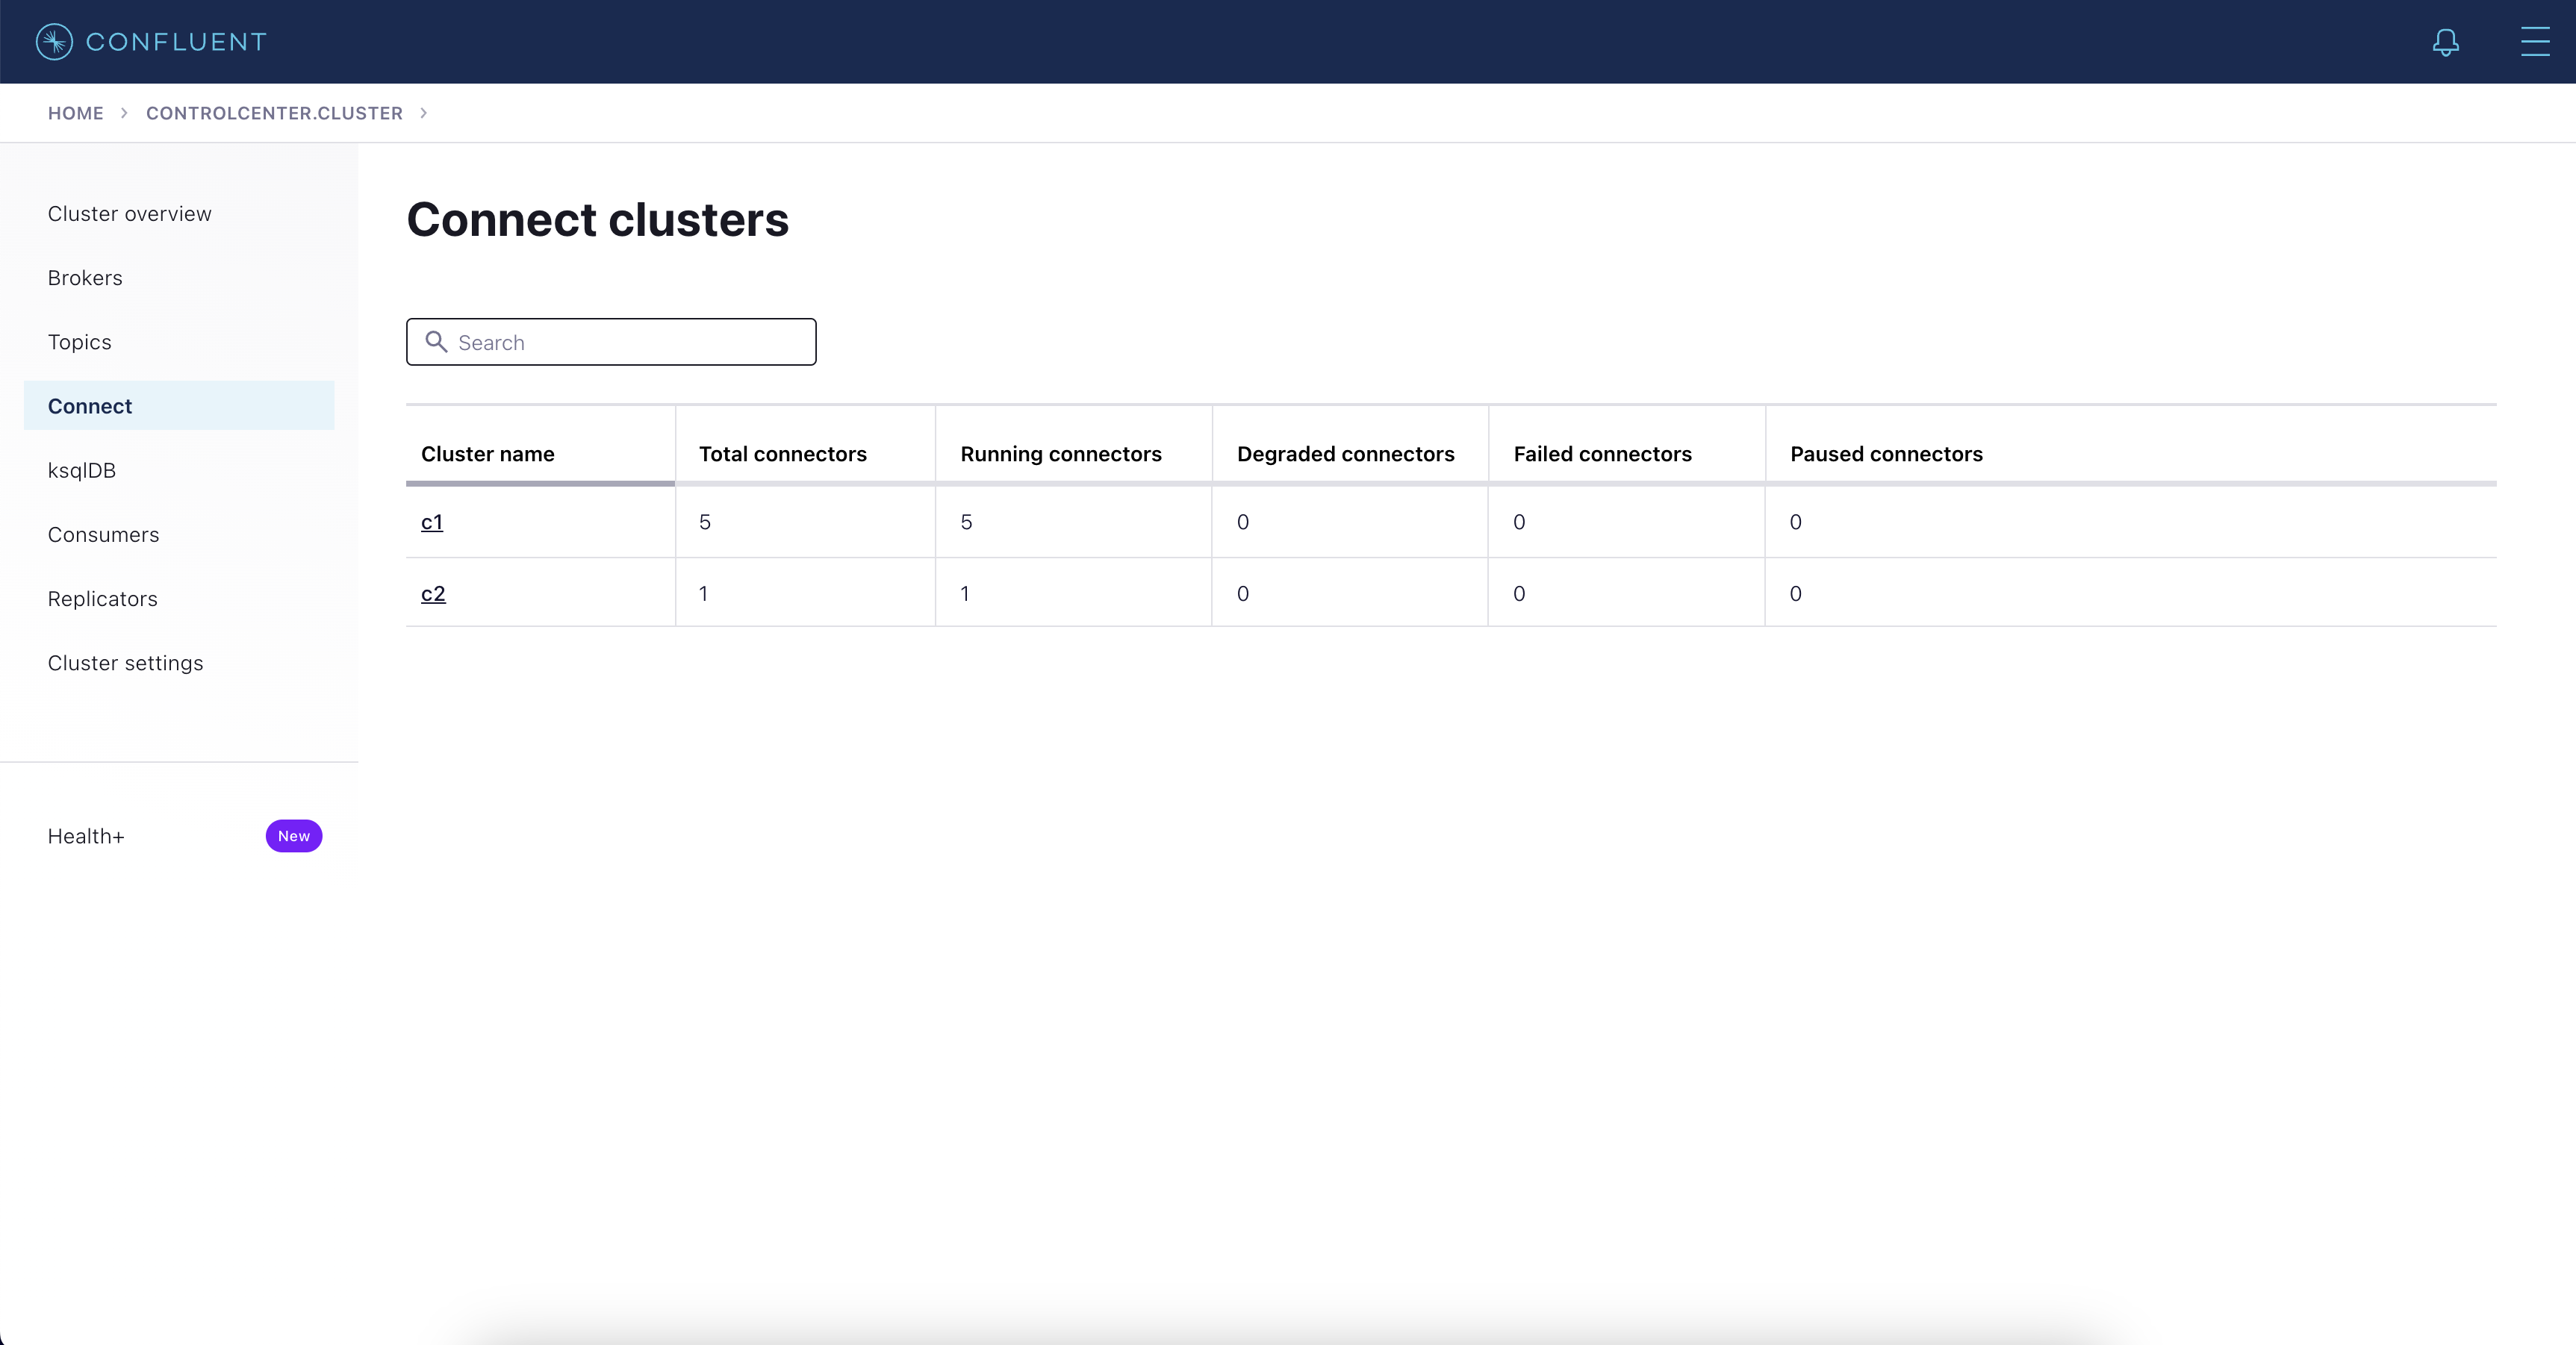 CONFLUENT
HOME > CONTROLCENTER.CLUSTER >
Cluster overview
Brokers
Topics
Connect
ksqlDB
Consumers
Replicators
Cluster settings
Health+ New
Connect clusters
Search
Cluster name Total connectors Running connectors Degraded connectors Failed connectors Paused connectors
c1 5 5 0 0 0
c2 1 1 0 0 0